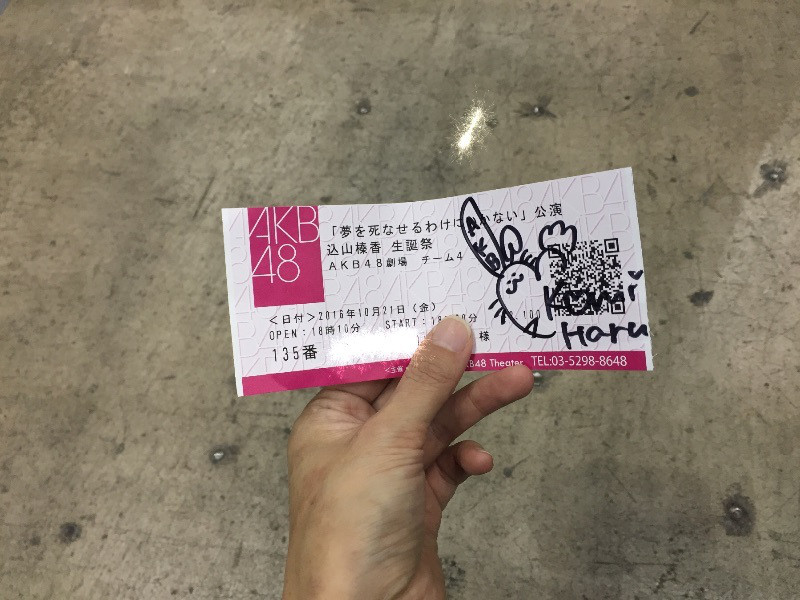 AKB
48
「夢を死なせるわけに かない」公演
込山榛香 生誕祭
AKB48劇場 チーム4
<日付>2016年10月21日(金)
OPEN:18時10分 START:18 分
135番
様
KB48 Theater TEL:03-5298-8648
AKB
Komi
Haru